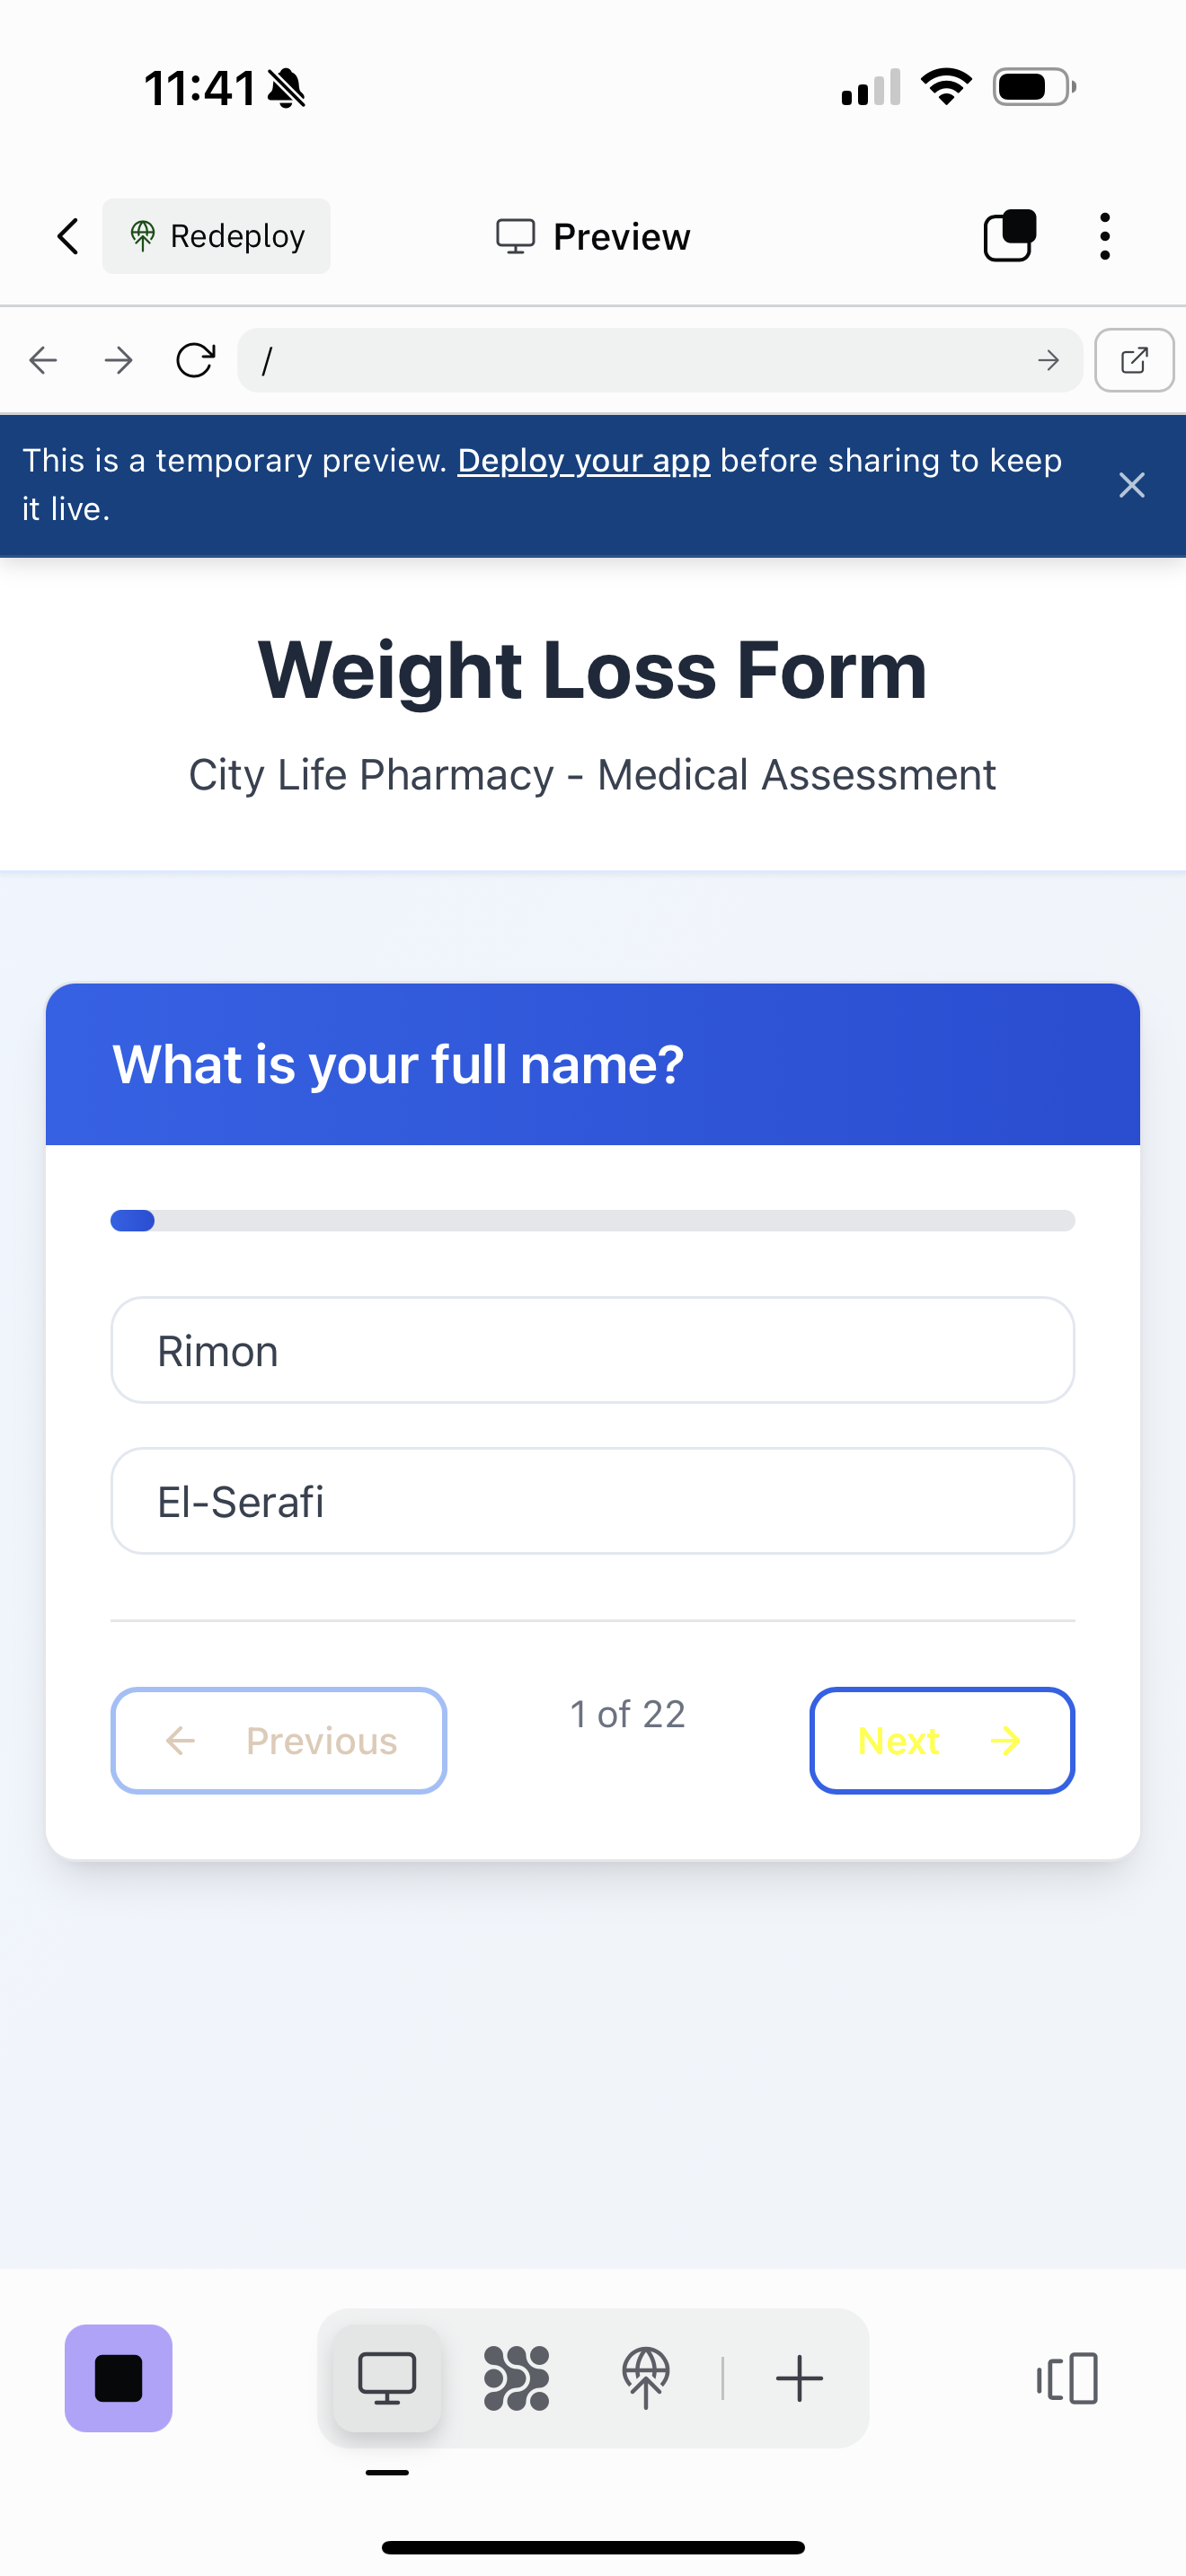 11:41
Redeploy
Preview
/
This is a temporary preview. Deploy your app before sharing to keep
it live.
Weight Loss Form
City Life Pharmacy - Medical Assessment
What is your full name?
Rimon
El-Serafi
Previous
1 of 22
Next